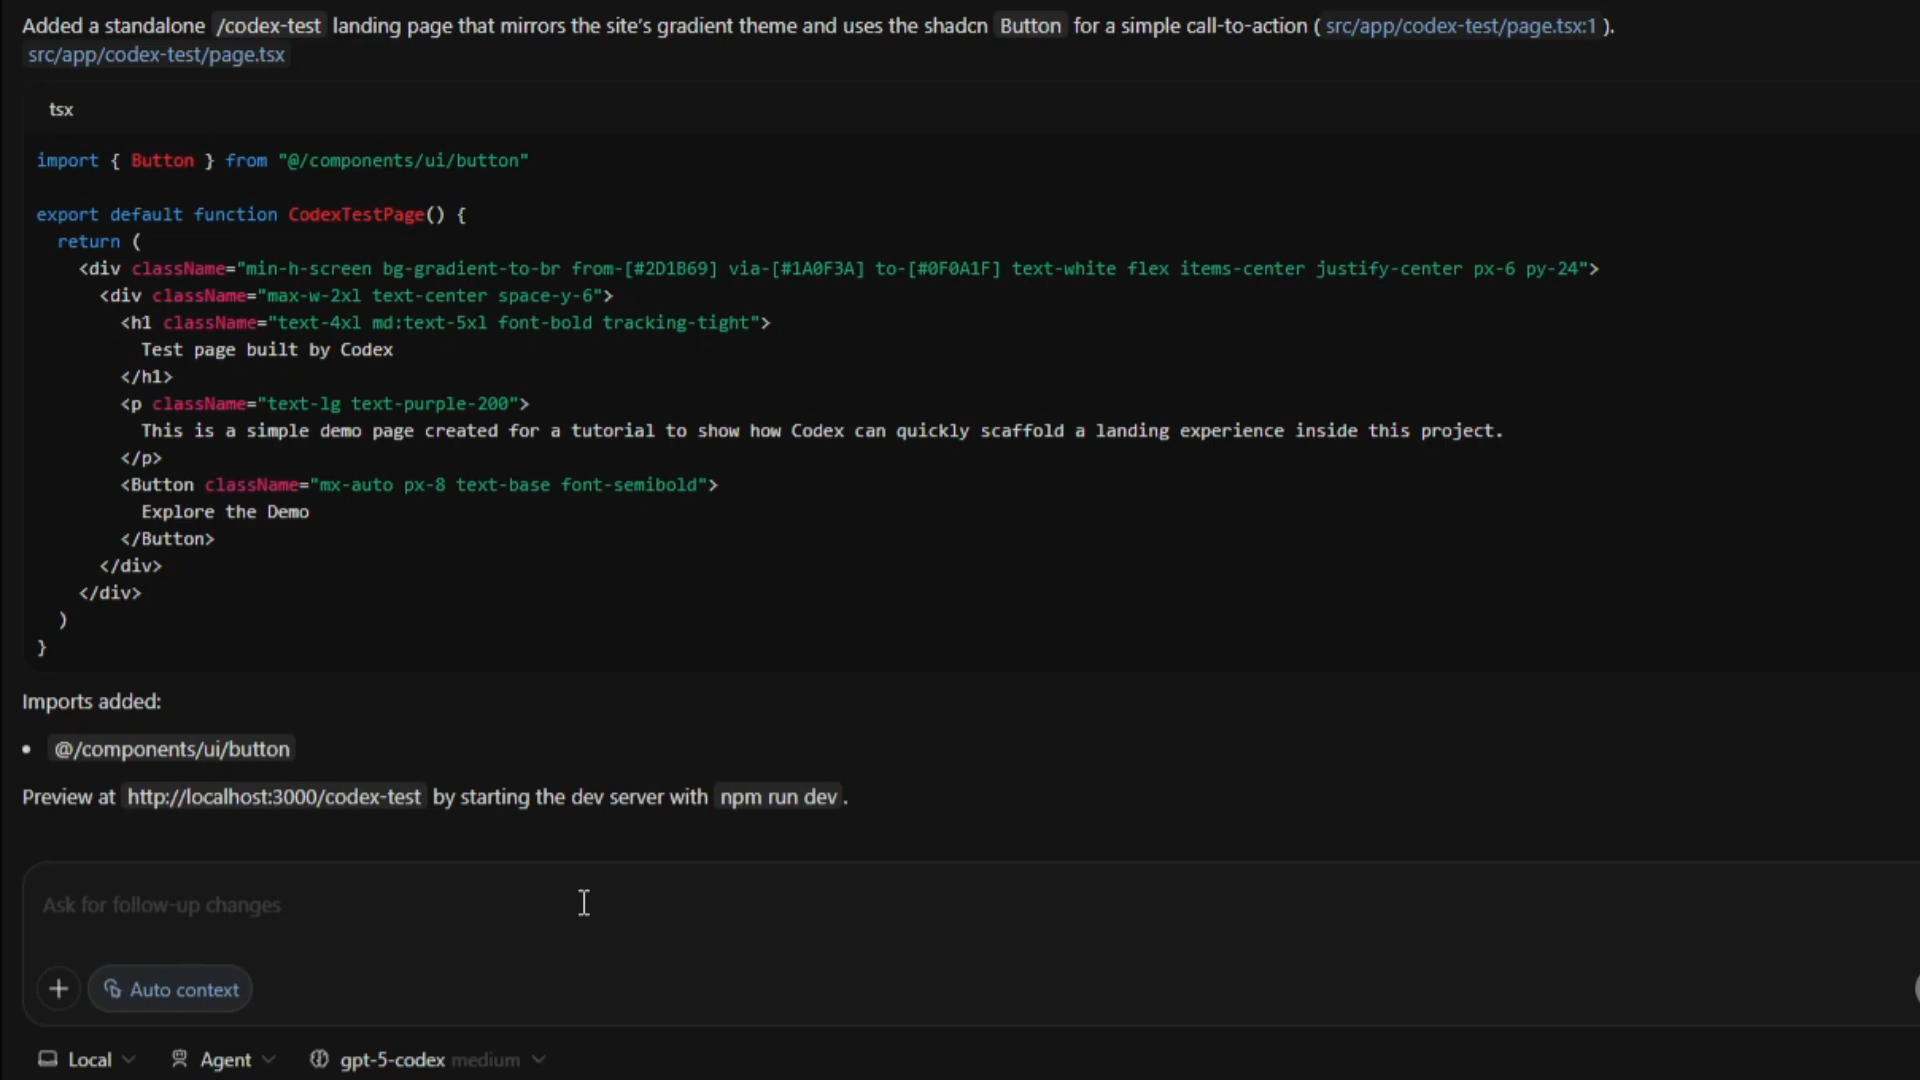 Added a standalone /codex-test landing page that mirrors the site's gradient theme and uses the shadcn Button for a simple call-to-action ( src/app/codex-test/page.tsx:1 ).
src/app/codex-test/page.tsx
tsx
import { Button } from "@/components/ui/button"
export default function CodexTestPage() {
  return (
    <div className="min-h-screen bg-gradient-to-br from-[#2D1B69] via-[#1A0F3A] to-[#0F0A1F] text-white flex items-center justify-center px-6 py-24">
      <div className="max-w-2xl text-center space-y-6">
        <h1 className="text-4xl md:text-5xl font-bold tracking-tight">
          Test page built by Codex
        </h1>
        <p className="text-lg text-purple-200">
          This is a simple demo page created for a tutorial to show how Codex can quickly scaffold a landing experience inside this project.
        </p>
        <Button className="mx-auto px-8 text-base font-semibold">
          Explore the Demo
        </Button>
      </div>
    </div>
  )
}
Imports added:
• @/components/ui/button
Preview at http://localhost:3000/codex-test by starting the dev server with npm run dev .
Ask for follow-up changes
+ Auto context
Local Agent gpt-5-codex medium